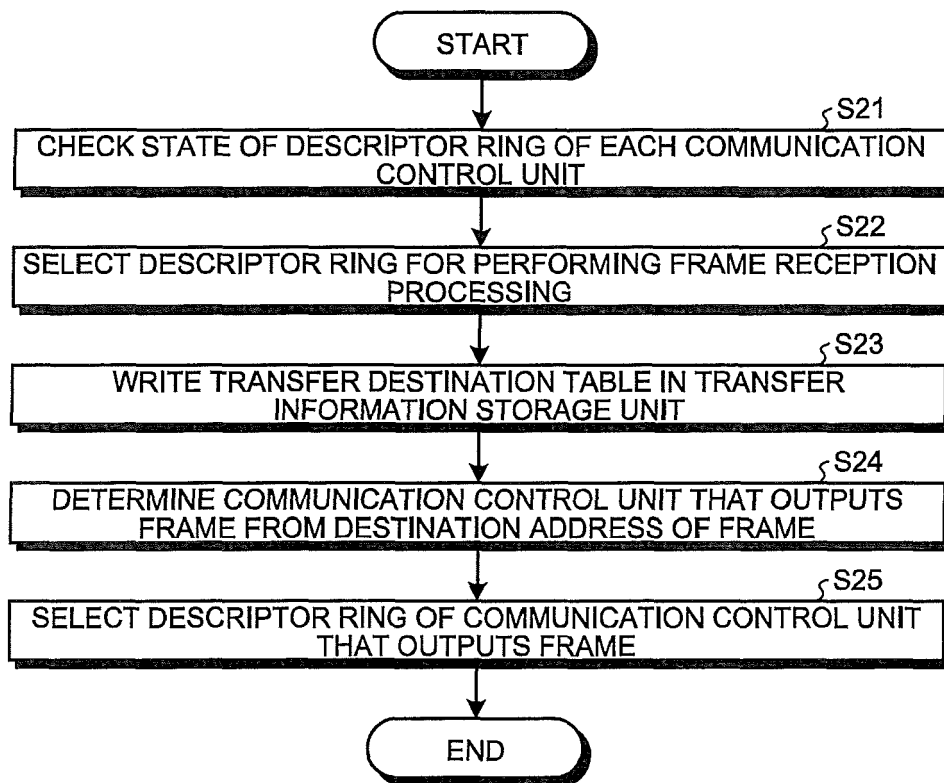 START
S21
CHECK STATE OF DESCRIPTOR RING OF EACH COMMUNICATION
CONTROL UNIT
S22
SELECT DESCRIPTOR RING FOR PERFORMING FRAME RECEPTION
PROCESSING
S23
WRITE TRANSFER DESTINATION TABLE IN TRANSFER
INFORMATION STORAGE UNIT
S24
DETERMINE COMMUNICATION CONTROL UNIT THAT OUTPUTS
FRAME FROM DESTINATION ADDRESS OF FRAME
S25
SELECT DESCRIPTOR RING OF COMMUNICATION CONTROL UNIT
THAT OUTPUTS FRAME
END